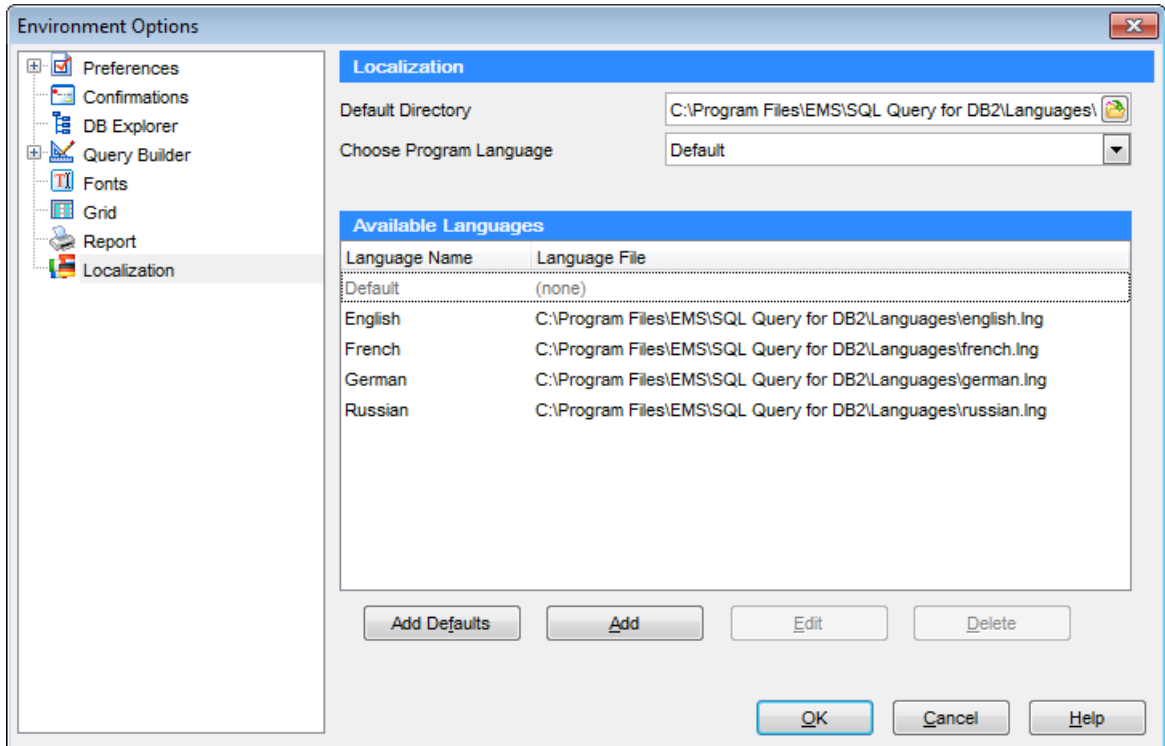 Environment Options
Preferences
Confirmations
DB Explorer
Query Builder
Fonts
Grid
Report
Localization
Localization
Default Directory C:\Program Files\EMS\SQL Query for DB2\Languages\
Choose Program Language Default
Available Languages
Language Name Language File
Default (none)
English C:\Program Files\EMS\SQL Query for DB2\Languages\english.lng
French C:\Program Files\EMS\SQL Query for DB2\Languages\french.lng
German C:\Program Files\EMS\SQL Query for DB2\Languages\german.lng
Russian C:\Program Files\EMS\SQL Query for DB2\Languages\russian.lng
Add Defaults Add Edit Delete
OK Cancel Help